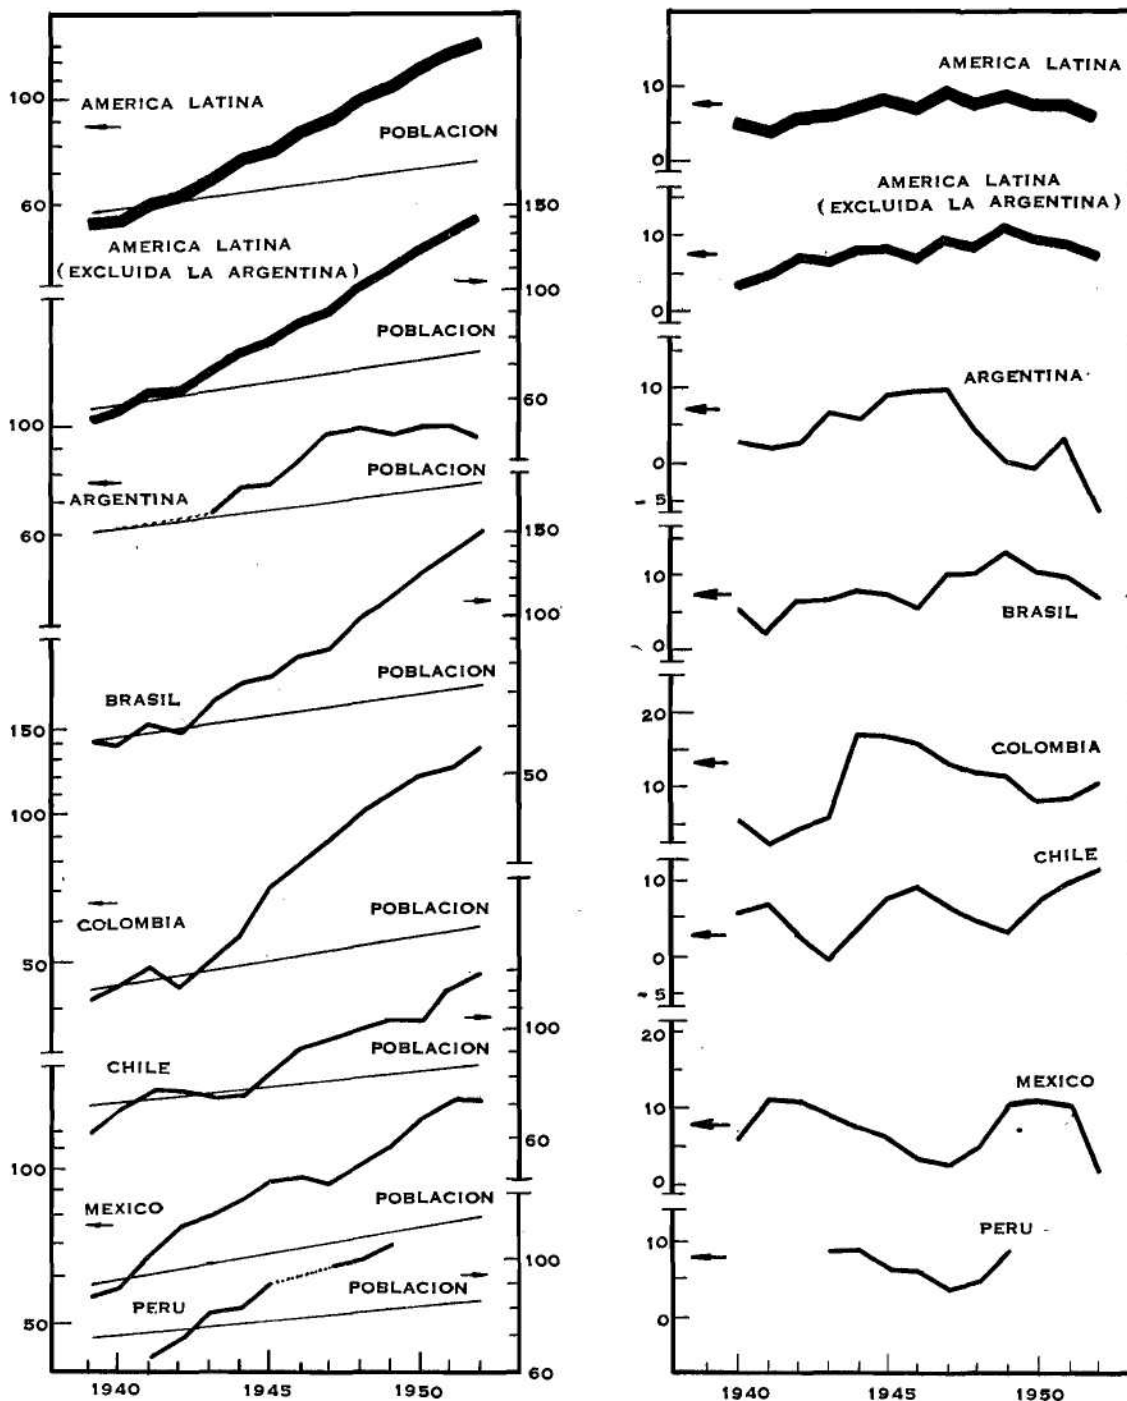 AMERICA LATINA
100
POBLACION
60
150
AMERICA LATINA
(EXCLUIDA LA ARGENTINA)
100
POBLACION
60
100
POBLACION
ARGENTINA
60
150
100
POBLACION
BRASIL
150
50
100
POBLACION
COLOMBIA
50
100
POBLACION
CHILE
60
100
POBLACION
MEXICO
100
POBLACION
PERU
50
60
1940
1945
1950
AMERICA LATINA
10
0
AMERICA LATINA
(EXCLUIDA LA ARGENTINA)
10
0
ARGENTINA
10
0
-5
10
BRASIL
0
20
COLOMBIA
10
CHILE
10
0
-5
20
MEXICO
10
0
PERU
10
0
1940
1945
1950